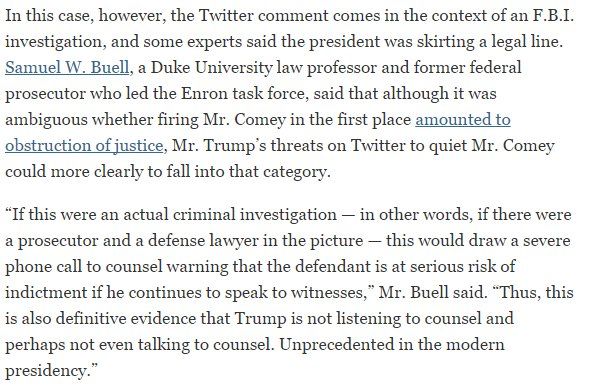 In this case, however, the Twitter comment comes in the context of an F.B.I.
investigation, and some experts said the president was skirting a legal line.
Samuel W. Buell, a Duke University law professor and former federal
prosecutor who led the Enron task force, said that although it was
ambiguous whether firing Mr. Comey in the first place amounted to
obstruction of justice, Mr. Trump’s threats on Twitter to quiet Mr. Comey
could more clearly to fall into that category.
“If this were an actual criminal investigation — in other words, if there were
a prosecutor and a defense lawyer in the picture — this would draw a severe
phone call to counsel warning that the defendant is at serious risk of
indictment if he continues to speak to witnesses,” Mr. Buell said. “Thus, this
is also definitive evidence that Trump is not listening to counsel and
perhaps not even talking to counsel. Unprecedented in the modern
presidency.”